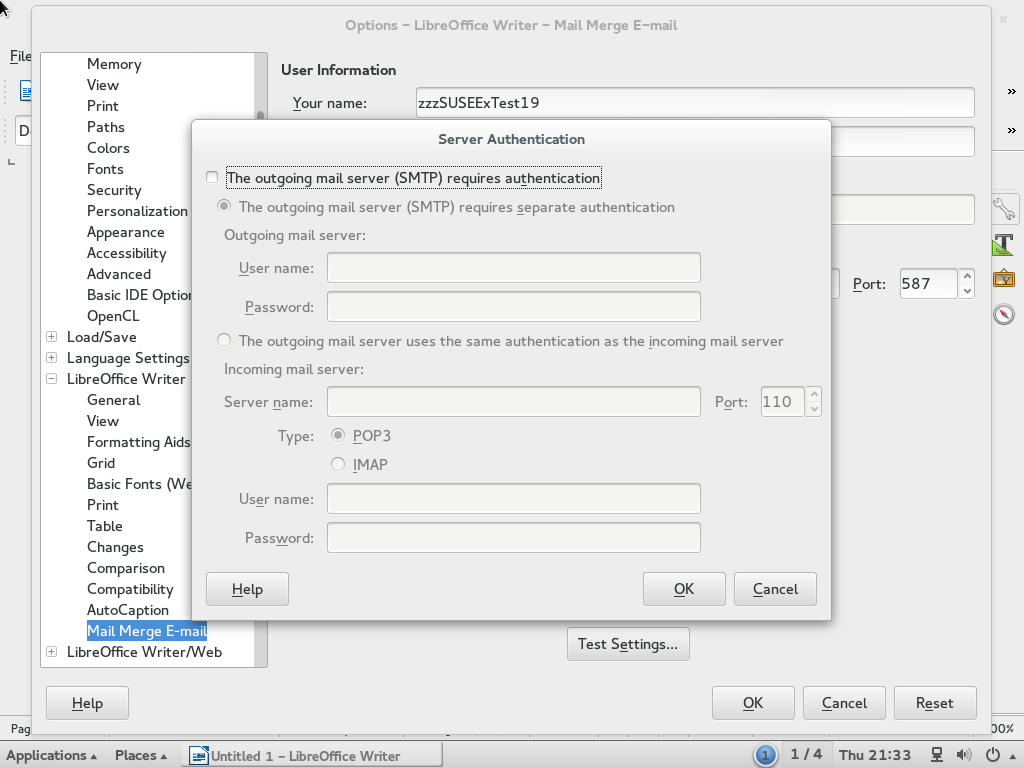 Options – LibreOffice Writer – Mail Merge E-mail
File
Memory
View
Print
Paths
Colors
Fonts
Security
Personalization
Appearance
Accessibility
Advanced
Basic IDE Option
OpenCL
Load/Save
Language Settings
LibreOffice Writer
General
View
Formatting Aids
Grid
Basic Fonts (We
Print
Table
Changes
Comparison
Compatibility
AutoCaption
Mail Merge E-mail
LibreOffice Writer/Web
User Information
Your name: zzzSUSEExTest19
Port: 587
Server Authentication
The outgoing mail server (SMTP) requires authentication
The outgoing mail server (SMTP) requires separate authentication
Outgoing mail server:
User name:
Password:
The outgoing mail server uses the same authentication as the incoming mail server
Incoming mail server:
Server name: Port: 110
Type: POP3
IMAP
User name:
Password:
Help OK Cancel
Test Settings...
Help OK Cancel Reset
Pag 00%
Applications Places Untitled 1 – LibreOffice Writer 1 1 / 4 Thu 21:33